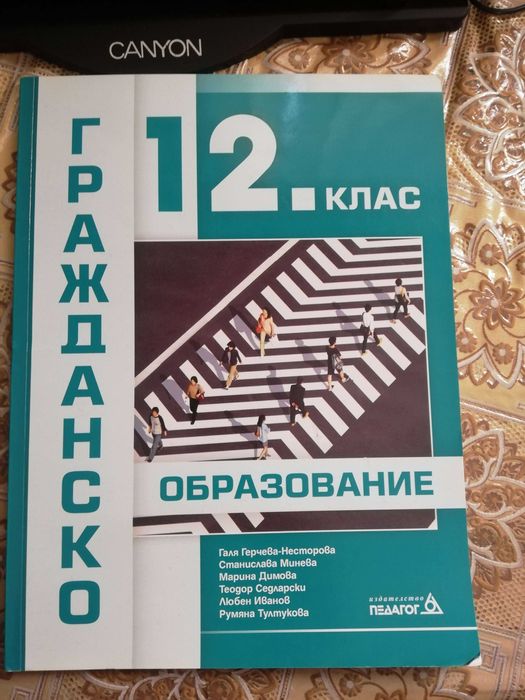 CANYON
ГРАЖДАНСКО
12. КЛАС
ОБРАЗОВАНИЕ
Галя Герчева-Несторова
Станислава Минева
Марина Димова
Теодор Седларски
Любен Иванов
Румяна Тултукова
издателство
ПЕДАГОГ 6